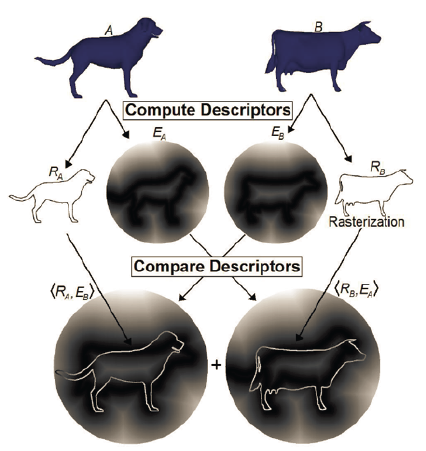 A
B
Compute Descriptors
E_A
E_B
R_A
R_B
Rasterization
Compare Descriptors
⟨R_A, E_B⟩
⟨R_B, E_A⟩
+